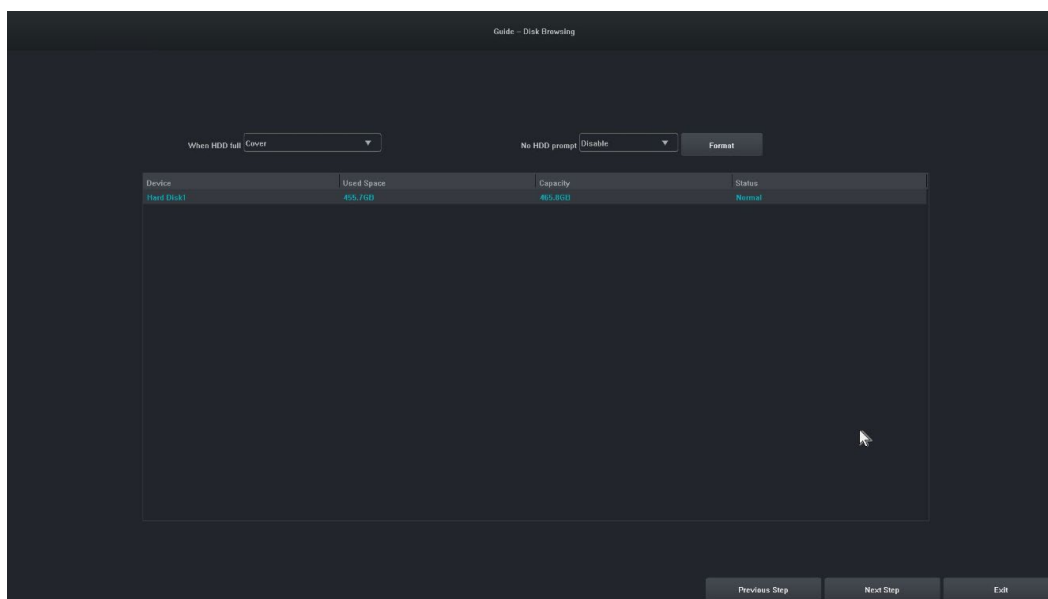 Guide - Disk Browsing
When HDD full Cover No HDD prompt Disable Format
Device Used Space Capacity Status
Hard Disk1 455.7GB 465.8GB Normal
Previous Step Next Step Exit